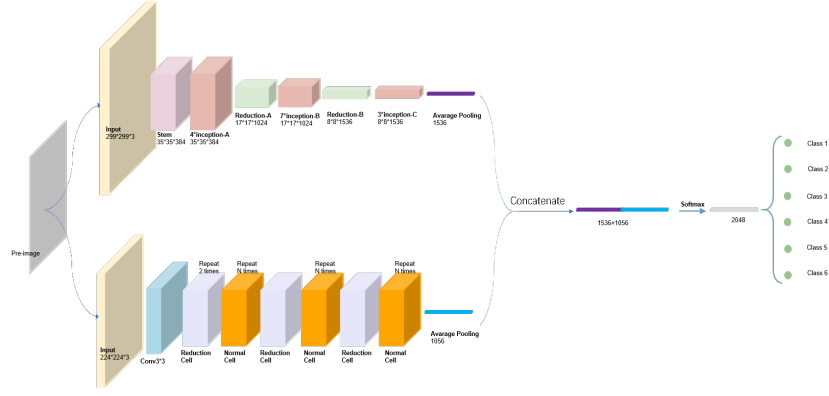 Pre-image
Input
299*299*3
Stem
35*35*384
4*inception-A
35*35*384
Reduction-A
17*17*1024
7*inception-B
17*17*1024
Reduction-B
8*8*1536
3*inception-C
8*8*1536
Avarage Pooling
1536
Input
224*224*3
Conv3*3
Repeat
2 times
Reduction
Cell
Repeat
N times
Normal
Cell
Reduction
Cell
Repeat
N times
Normal
Cell
Reduction
Cell
Repeat
N times
Normal
Cell
Avarage Pooling
1056
Concatenate
1536+1056
Softmax
2048
Class 1
Class 2
Class 3
Class 4
Class 5
Class 6